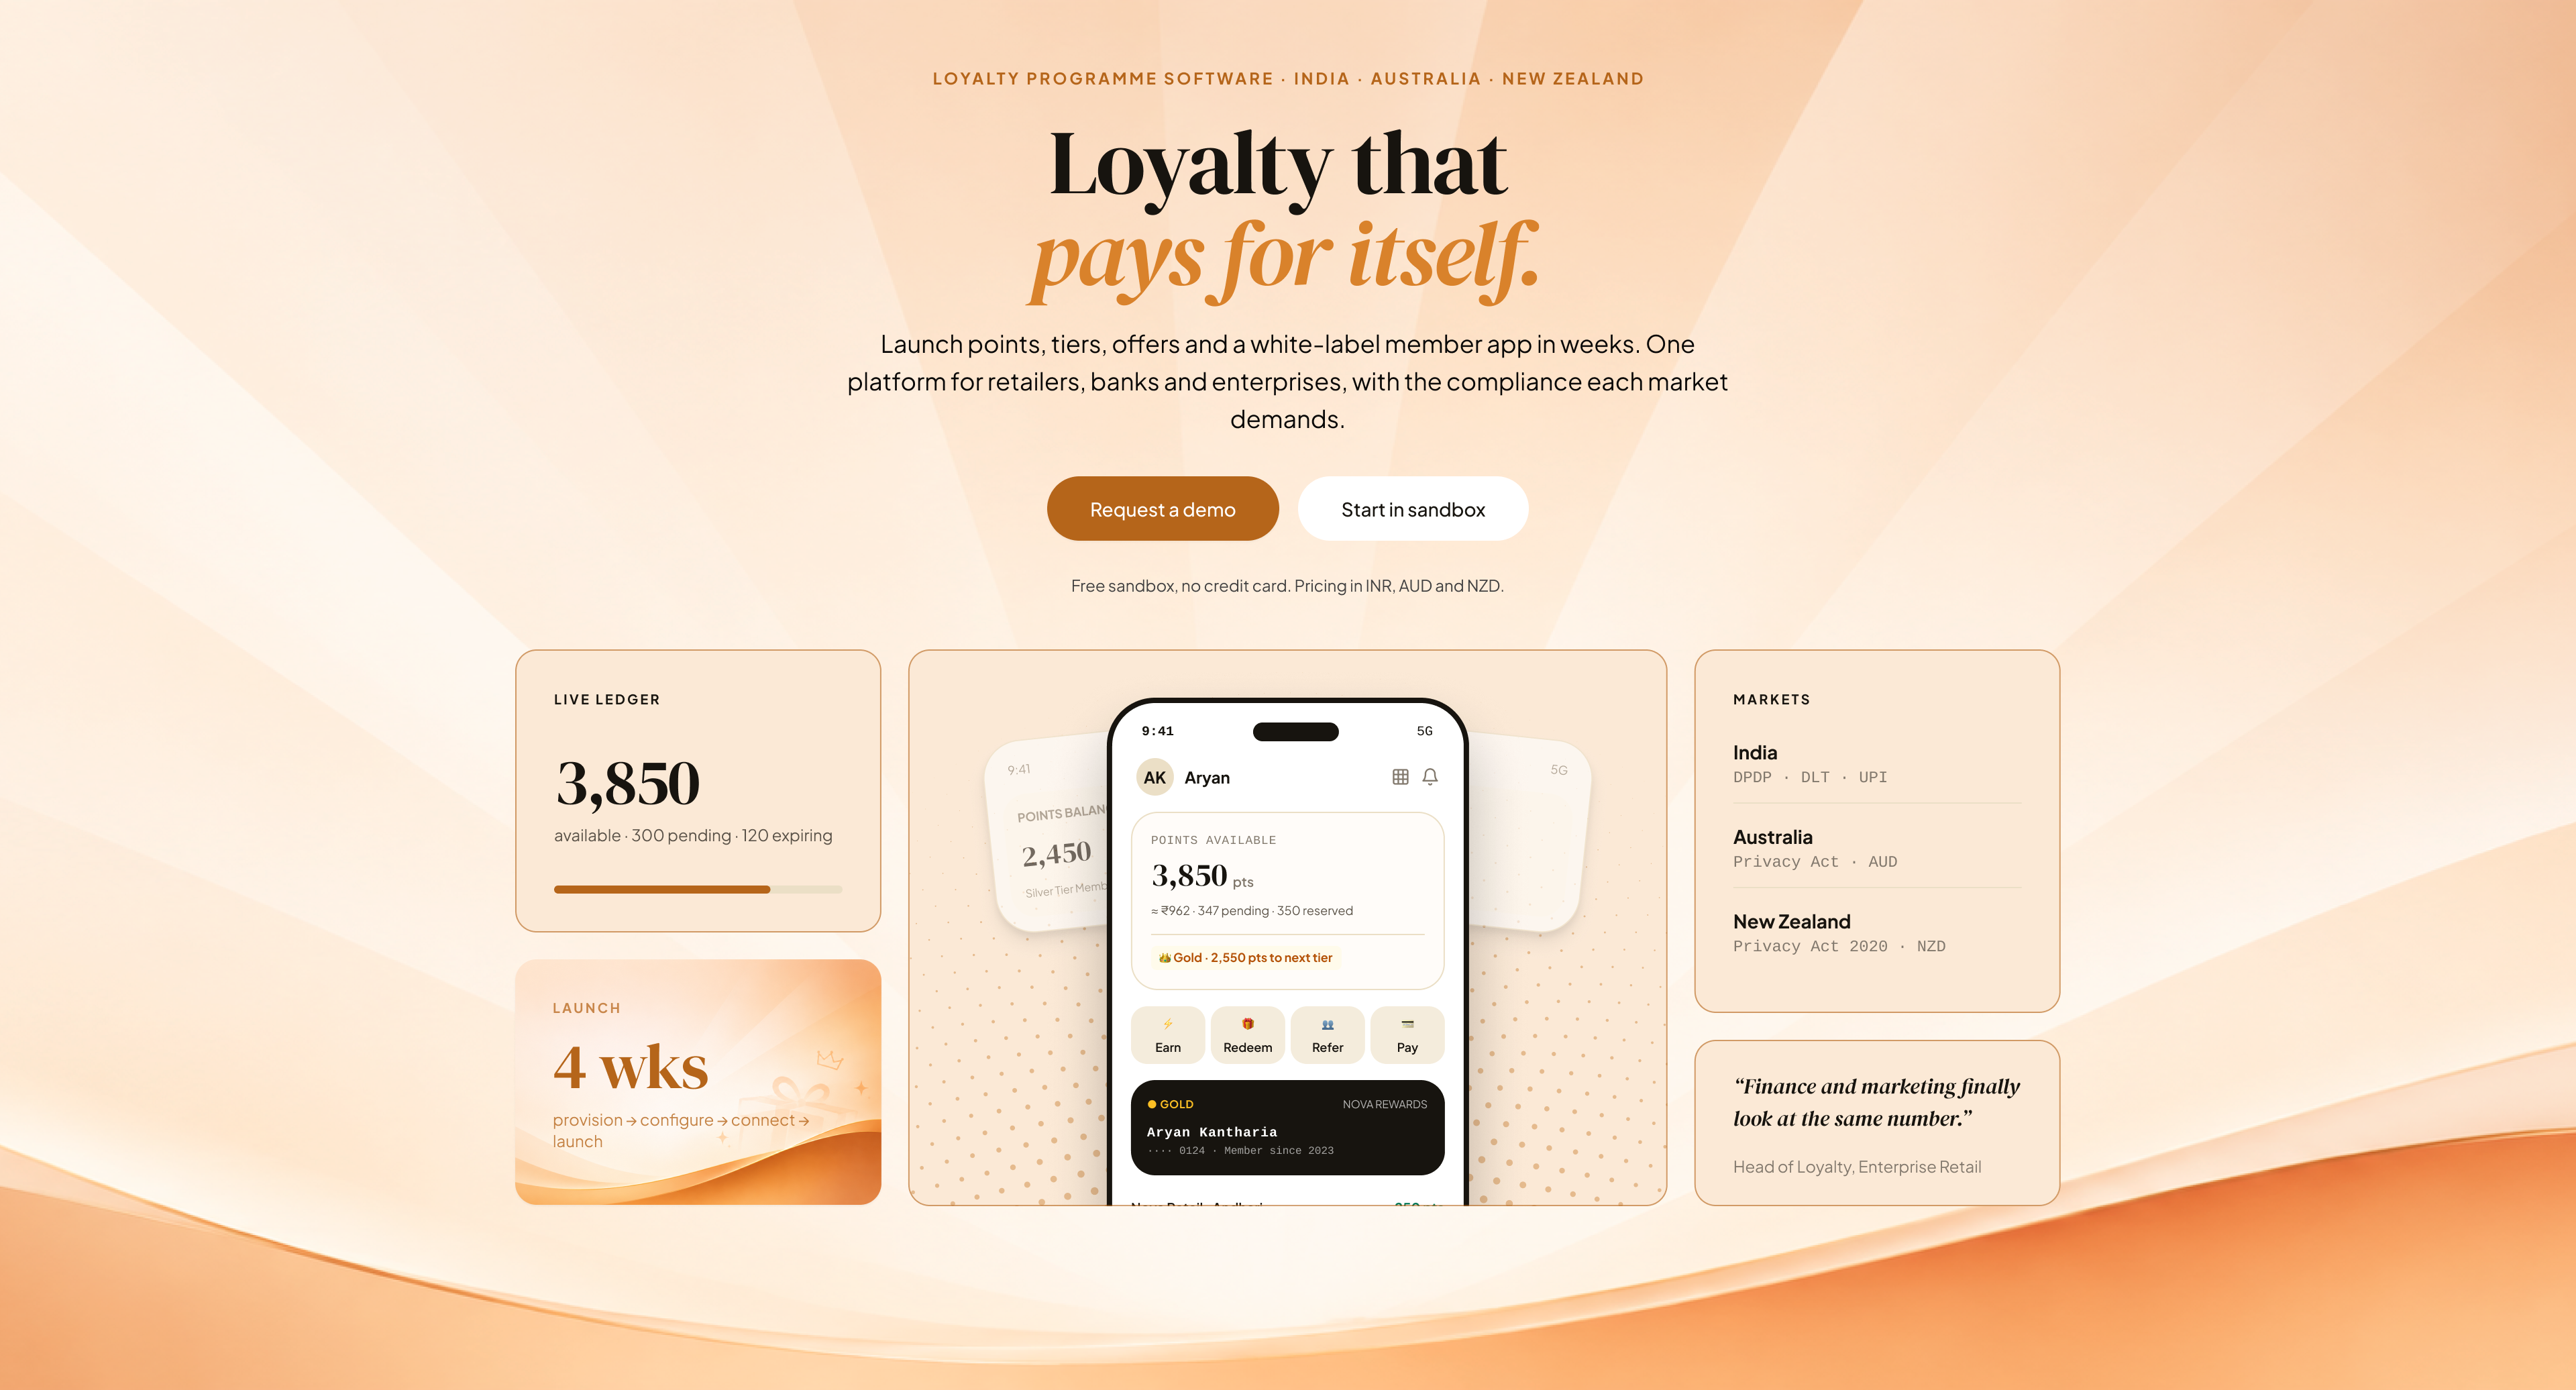 LOYALTY PROGRAMME SOFTWARE · INDIA · AUSTRALIA · NEW ZEALAND
Loyalty that
pays for itself.
Launch points, tiers, offers and a white-label member app in weeks. One
platform for retailers, banks and enterprises, with the compliance each market
demands.
Request a demo
Start in sandbox
Free sandbox, no credit card. Pricing in INR, AUD and NZD.
LIVE LEDGER
3,850
available · 300 pending · 120 expiring
LAUNCH
4 wks
provision → configure → connect →
launch
9:41
POINTS BALAN
2,450
Silver Tier Memb
9:41
5G
AK
Aryan
POINTS AVAILABLE
3,850 pts
≈ ₹962 · 347 pending · 350 reserved
Gold · 2,550 pts to next tier
Earn
Redeem
Refer
Pay
GOLD
NOVA REWARDS
Aryan Kantharia
···· 0124 · Member since 2023
5G
MARKETS
India
DPDP · DLT · UPI
Australia
Privacy Act · AUD
New Zealand
Privacy Act 2020 · NZD
“Finance and marketing finally
look at the same number.”
Head of Loyalty, Enterprise Retail